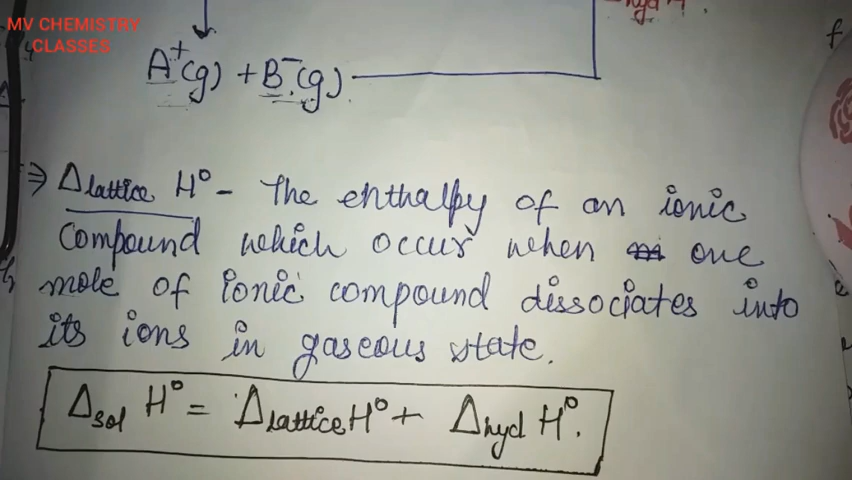 MV CHEMISTRY
CLASSES
hyd H
A⁺(g) + B⁻(g)
⇒ Δlattice H° - The enthalpy of an ionic
compound which occur when one
mole of ionic compound dissociates into
its ions in gaseous state.
Δsol H° = Δlattice H° + Δhyd H°.